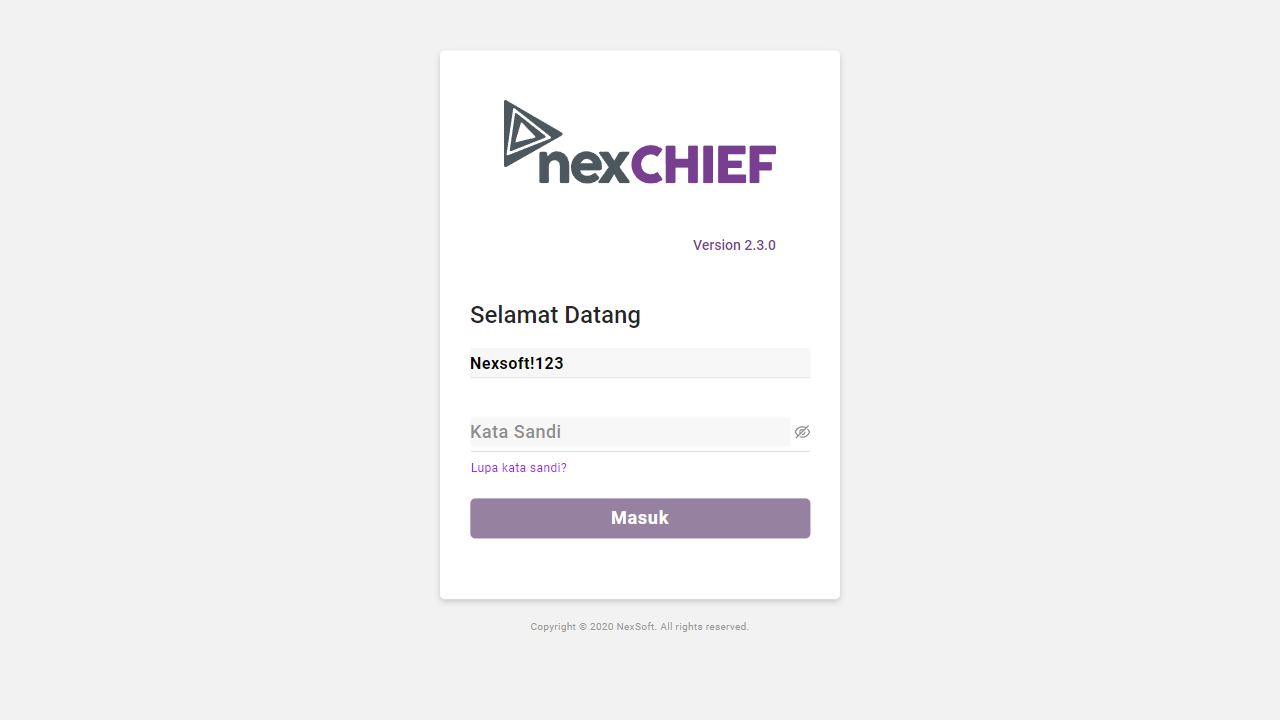 nexCHIEF
Version 2.3.0
Selamat Datang
Nexsoft!123
Kata Sandi
Lupa kata sandi?
Masuk
Copyright © 2020 NexSoft. All rights reserved.